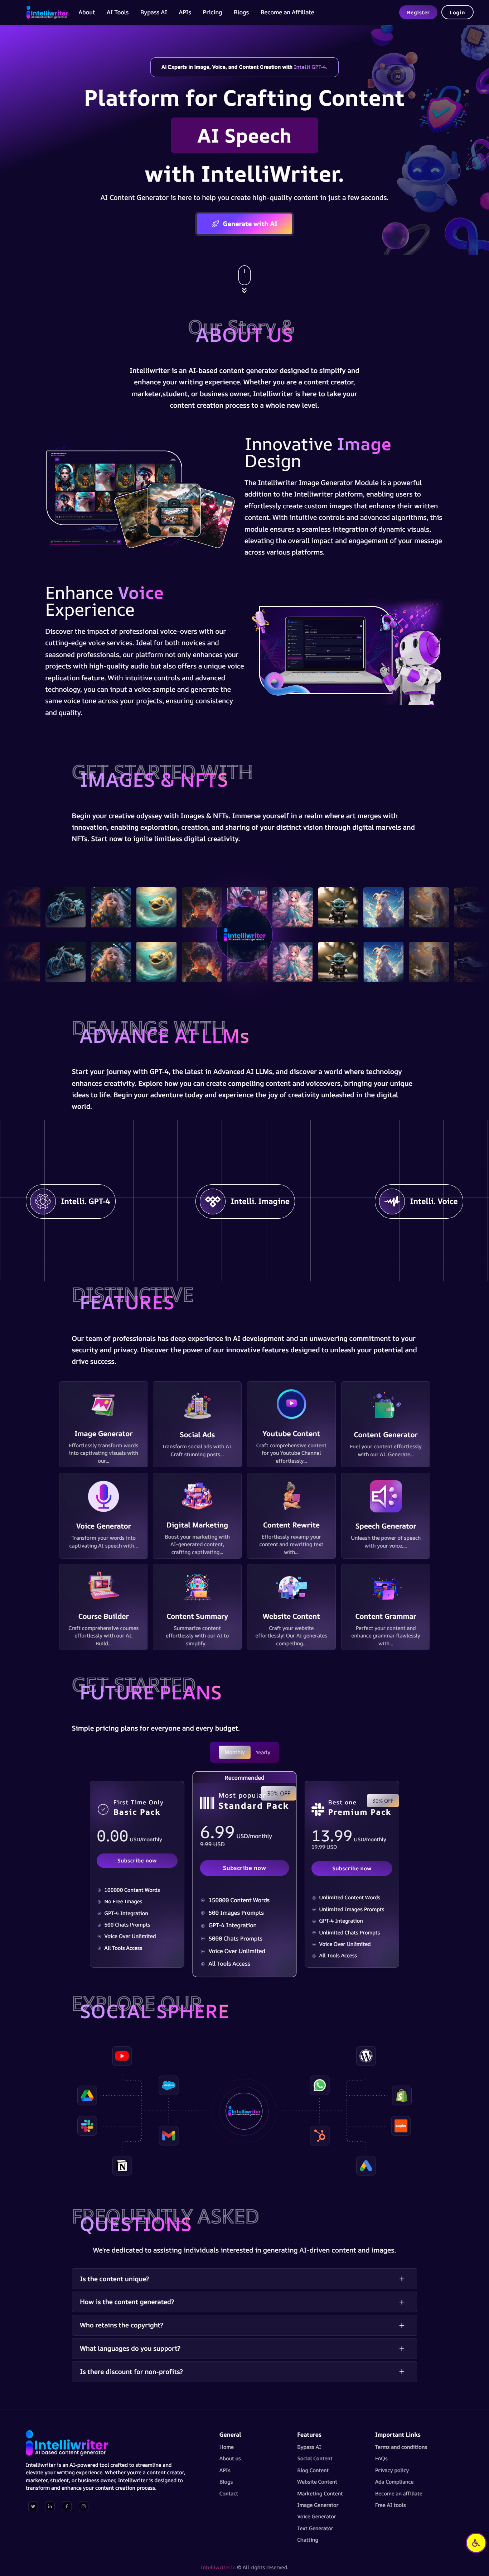 Intelliwriter
AI based content generator
About
AI Tools
Bypass AI
APIs
Pricing
Blogs
Become an Affiliate
Register
Login
AI Experts in Image, Voice, and Content Creation with Intelli GPT-4.
Platform for Crafting Content
AI Speech
with IntelliWriter.
AI Content Generator is here to help you create high-quality content in just a few seconds.
Generate with AI
Our Story &
ABOUT US
Intelliwriter is an AI-based content generator designed to simplify and
enhance your writing experience. Whether you are a content creator,
marketer,student, or business owner, Intelliwriter is here to take your
content creation process to a whole new level.
Innovative Image
Design
The Intelliwriter Image Generator Module is a powerful
addition to the Intelliwriter platform, enabling users to
effortlessly create custom images that enhance their written
content. With intuitive controls and advanced algorithms, this
module ensures a seamless integration of dynamic visuals,
elevating the overall impact and engagement of your message
across various platforms.
Enhance Voice
Experience
Discover the impact of professional voice-overs with our
cutting-edge voice services. Ideal for both novices and
seasoned professionals, our platform not only enhances your
projects with high-quality audio but also offers a unique voice
replication feature. With intuitive controls and advanced
technology, you can input a voice sample and generate the
same voice tone across your projects, ensuring consistency
and quality.
GET STARTED WITH
IMAGES & NFTS
Begin your creative odyssey with Images & NFTs. Immerse yourself in a realm where art merges with
innovation, enabling exploration, creation, and sharing of your distinct vision through digital marvels and
NFTs. Start now to ignite limitless digital creativity.
Intelliwriter
AI based content generator
DEALINGS WITH
ADVANCE AI LLMs
Start your journey with GPT-4, the latest in Advanced AI LLMs, and discover a world where technology
enhances creativity. Explore how you can create compelling content and voiceovers, bringing your unique
ideas to life. Begin your adventure today and experience the joy of creativity unleashed in the digital
world.
Intelli. GPT-4
Intelli. Imagine
Intelli. Voice
DISTINCTIVE
FEATURES
Our team of professionals has deep experience in AI development and an unwavering commitment to your
security and privacy. Discover the power of our innovative features designed to unleash your potential and
drive success.
Image Generator
Effortlessly transform words
into captivating visuals with
our...
Social Ads
Transform social ads with AI.
Craft stunning posts...
Youtube Content
Craft comprehensive content
for you Youtube Channel
effortlessly...
Content Generator
Fuel your content effortlessly
with our AI. Generate...
Voice Generator
Transform your words into
captivating AI speech with...
Digital Marketing
Boost your marketing with
AI-generated content,
crafting captivating...
Content Rewrite
Effortlessly revamp your
content and rewriting text
with...
Speech Generator
Unleash the power of speech
with your voice,...
Course Builder
Craft comprehensive courses
effortlessly with our AI.
Build...
Content Summary
Summarize content
effortlessly with our AI to
simplify...
Website Content
Craft your website
effortlessly! Our AI generates
compelling...
Content Grammar
Perfect your content and
enhance grammar flawlessly
with...
GET STARTED
FUTURE PLANS
Simple pricing plans for everyone and every budget.
Monthly
Yearly
First Time Only
Basic Pack
0.00 USD/monthly
Subscribe now
100000 Content Words
No Free Images
GPT-4 Integration
500 Chats Prompts
Voice Over Unlimited
All Tools Access
Recommended
30% OFF
Most popular
Standard Pack
6.99 USD/monthly
9.99 USD
Subscribe now
150000 Content Words
500 Images Prompts
GPT-4 Integration
5000 Chats Prompts
Voice Over Unlimited
All Tools Access
30% OFF
Best one
Premium Pack
13.99 USD/monthly
19.99 USD
Subscribe now
Unlimited Content Words
Unlimited Images Prompts
GPT-4 Integration
Unlimited Chats Prompts
Voice Over Unlimited
All Tools Access
EXPLORE OUR
SOCIAL SPHERE
Intelliwriter
AI based content generator
FREQUENTLY ASKED
QUESTIONS
We're dedicated to assisting individuals interested in generating AI-driven content and images.
Is the content unique?
How is the content generated?
Who retains the copyright?
What languages do you support?
Is there discount for non-profits?
Intelliwriter
AI based content generator
Intelliwriter is an AI-powered tool crafted to streamline and
elevate your writing experience. Whether you're a content creator,
marketer, student, or business owner, Intelliwriter is designed to
transform and enhance your content creation process.
General
Home
About us
APIs
Blogs
Contact
Features
Bypass AI
Social Content
Blog Content
Website Content
Marketing Content
Image Generator
Voice Generator
Text Generator
Chatting
Important Links
Terms and conditions
FAQs
Privacy policy
Ada Compliance
Become an affiliate
Free AI tools
Intelliwriter.io © All rights reserved.